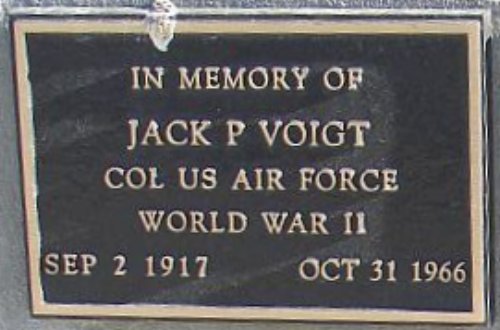 IN MEMORY OF
JACK P VOIGT
COL US AIR FORCE
WORLD WAR II
SEP 2 1917 OCT 31 1966